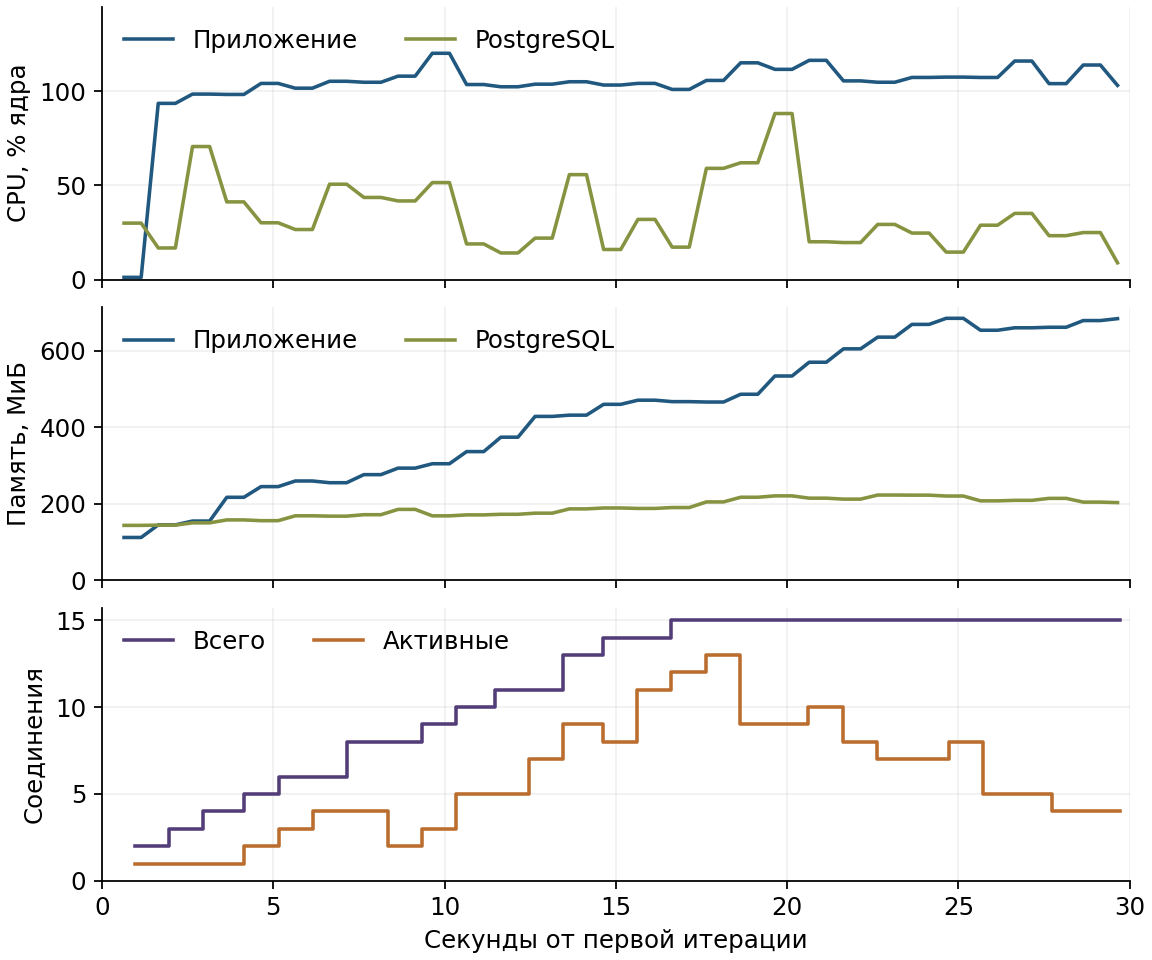 Приложение PostgreSQL
CPU, % ядра
100
50
0
Приложение PostgreSQL
Память, МиБ
600
400
200
0
Всего Активные
Соединения
15
10
5
0
0 5 10 15 20 25 30
Секунды от первой итерации